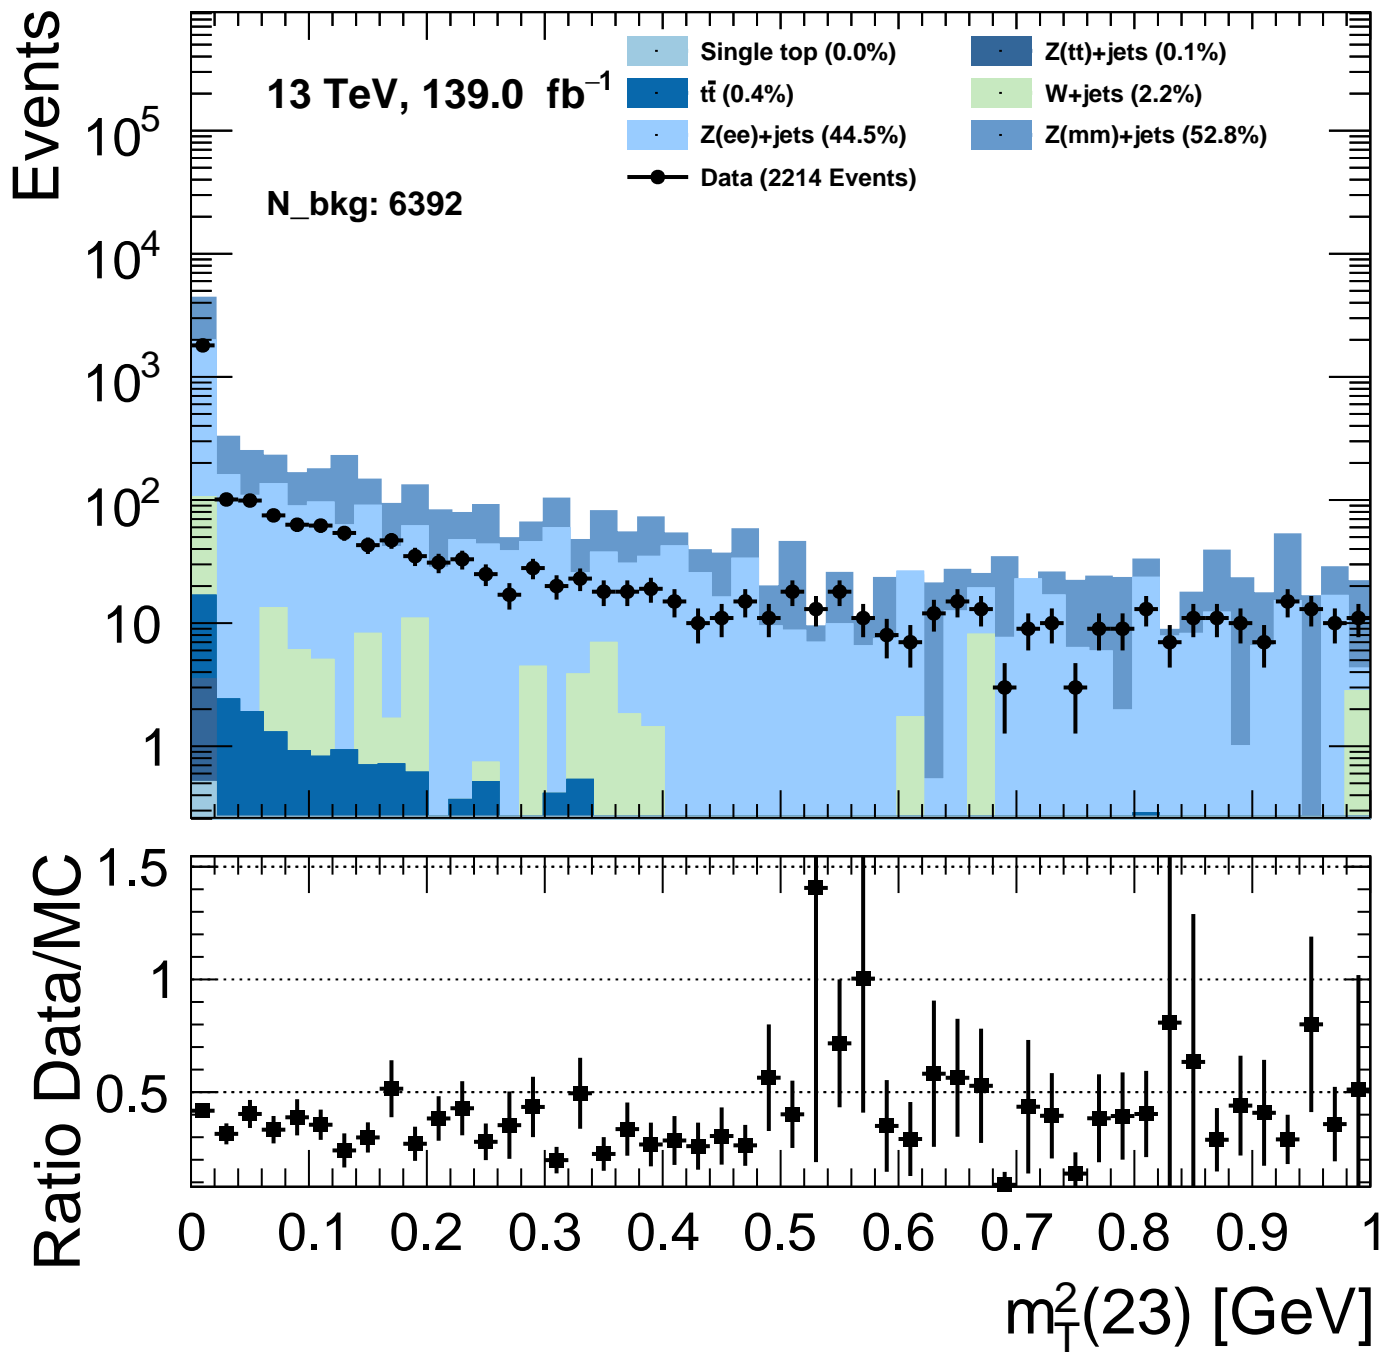 Events
13 TeV, 139.0 fb⁻¹
N_bkg: 6392
Single top (0.0%)
Z(tt)+jets (0.1%)
tt̄ (0.4%)
W+jets (2.2%)
Z(ee)+jets (44.5%)
Z(mm)+jets (52.8%)
Data (2214 Events)
10⁵
10⁴
10³
10²
10
1
Ratio Data/MC
1.5
1
0.5
0 0.1 0.2 0.3 0.4 0.5 0.6 0.7 0.8 0.9 1
m_T^2(23) [GeV]